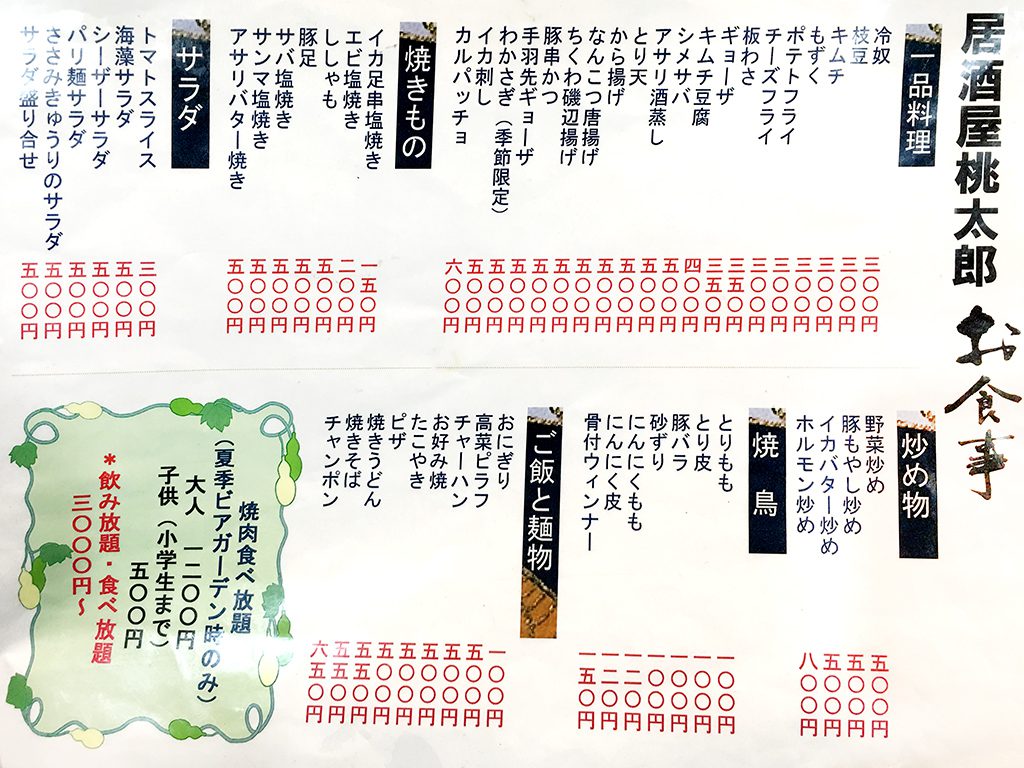 居酒屋桃太郎 お食事
一品料理
冷奴 三〇〇円
枝豆 三〇〇円
キムチ 三〇〇円
もずく 三〇〇円
ポテトフライ 三〇〇円
チーズフライ 三〇〇円
板わさ 三五〇円
ギョーザ 三五〇円
キムチ豆腐 四〇〇円
シメサバ 五〇〇円
アサリ酒蒸し 五〇〇円
とり天 五〇〇円
から揚げ 五〇〇円
なんこつ唐揚げ 五〇〇円
ちくわ磯辺揚げ 五〇〇円
豚串かつ 五〇〇円
手羽先ギョーザ 五〇〇円
わかさぎ（季節限定） 五〇〇円
イカ刺し 五〇〇円
カルパッチョ 六〇〇円
焼きもの
イカ足串塩焼き 一五〇円
エビ塩焼き 二〇〇円
ししゃも 五〇〇円
豚足 五〇〇円
サバ塩焼き 五〇〇円
サンマ塩焼き 五〇〇円
アサリバター焼き 五〇〇円
サラダ
トマトスライス 三〇〇円
海藻サラダ 五〇〇円
シーザーサラダ 五〇〇円
パリ麺サラダ 五〇〇円
ささみきゅうりのサラダ 五〇〇円
サラダ盛り合せ 五〇〇円
炒め物
野菜炒め 五〇〇円
豚もやし炒め 五〇〇円
イカバター炒め 五〇〇円
ホルモン炒め 八〇〇円
焼鳥
とりもも 一〇〇円
とり皮 一〇〇円
豚バラ 一〇〇円
砂ずり 一〇〇円
にんにくもも 一二〇円
にんにく皮 一二〇円
骨付ウィンナー 一五〇円
ご飯と麺物
おにぎり 一〇〇円
高菜ピラフ 五〇〇円
チャーハン 五〇〇円
お好み焼 五〇〇円
たこやき 五〇〇円
ピザ 五〇〇円
焼きうどん 五五〇円
焼きそば 五五〇円
チャンポン 六五〇円
焼肉食べ放題
（夏季ビアガーデン時のみ）
大人 一二〇〇円
子供（小学生まで）
五〇〇円
＊飲み放題・食べ放題
三〇〇〇円～